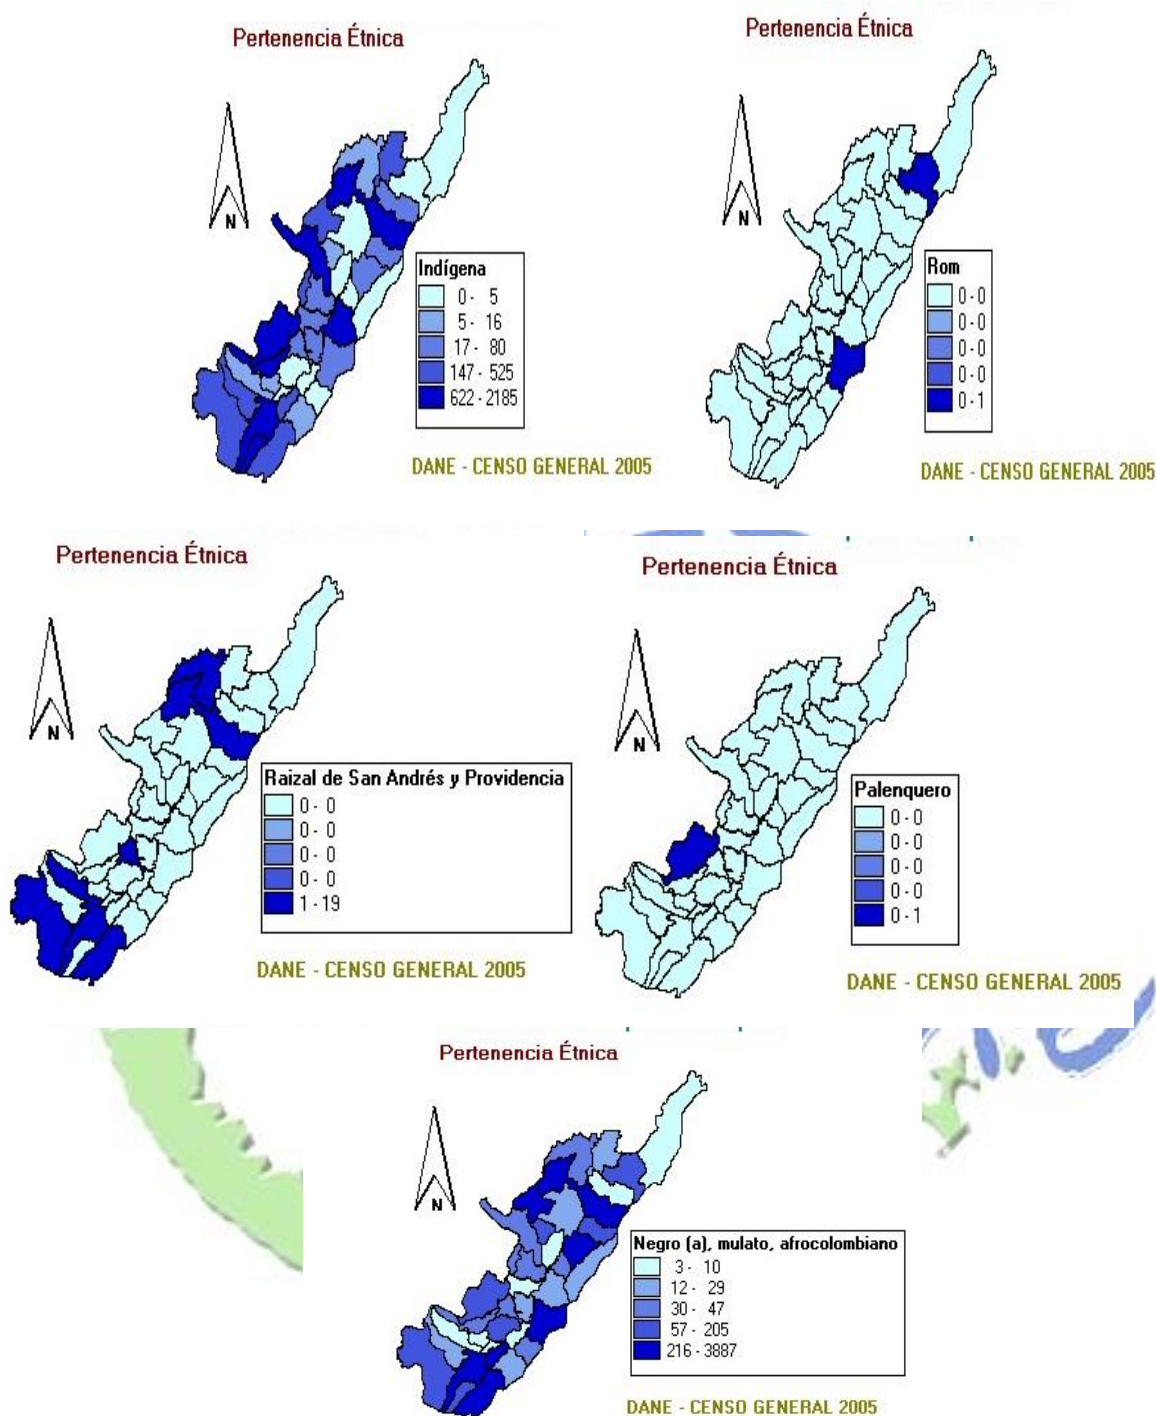 Pertenencia Étnica
N
Indígena
0 - 5
5 - 16
17 - 80
147 - 525
622 - 2185
DANE - CENSO GENERAL 2005
Pertenencia Étnica
N
Rom
0 - 0
0 - 0
0 - 0
0 - 0
0 - 1
DANE - CENSO GENERAL 2005
Pertenencia Étnica
N
Raizal de San Andrés y Providencia
0 - 0
0 - 0
0 - 0
0 - 0
1 - 19
DANE - CENSO GENERAL 2005
Pertenencia Étnica
N
Palenquero
0 - 0
0 - 0
0 - 0
0 - 0
0 - 1
DANE - CENSO GENERAL 2005
Pertenencia Étnica
N
Negro (a), mulato, afrocolombiano
3 - 10
12 - 29
30 - 47
57 - 205
216 - 3887
DANE - CENSO GENERAL 2005